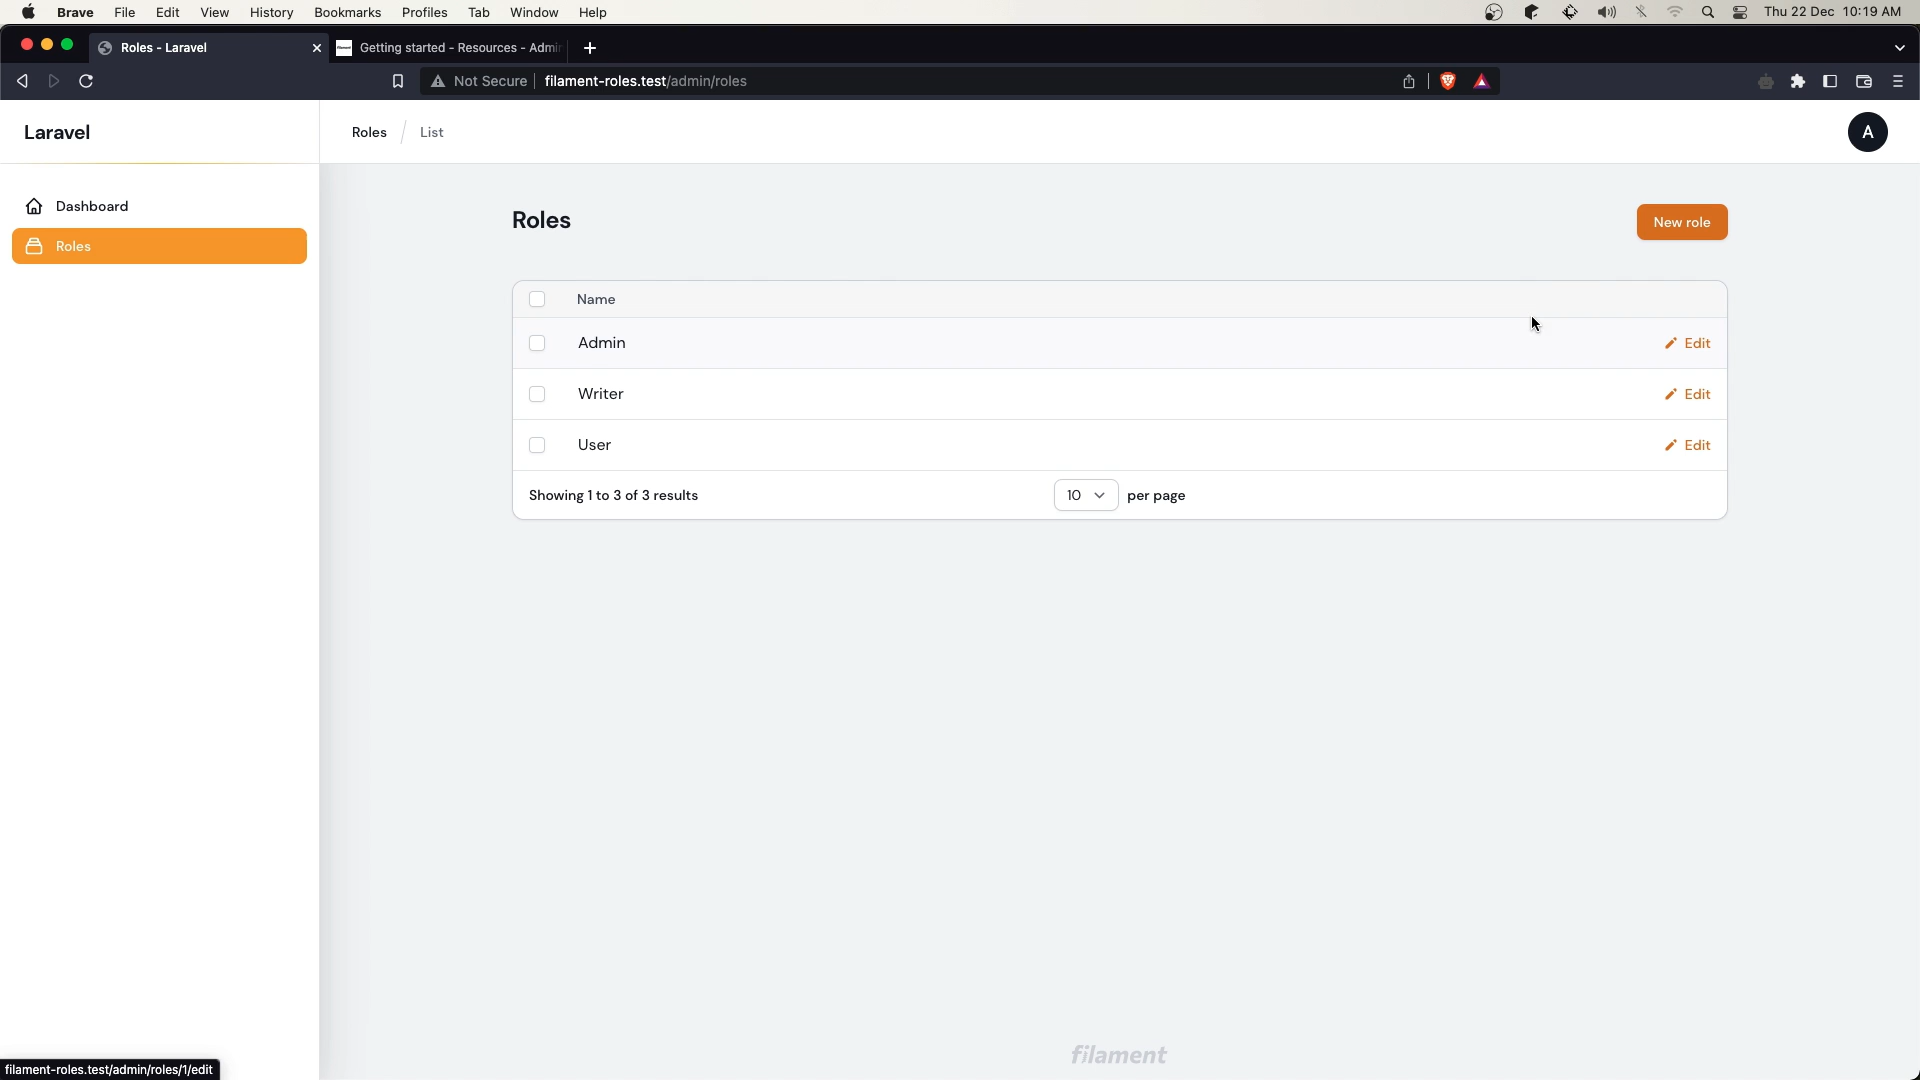 Brave File Edit View History Bookmarks Profiles Tab Window Help Thu 22 Dec 10:19 AM
Roles - Laravel Getting started - Resources - Admi
Not Secure filament-roles.test/admin/roles
Laravel
Roles List
A
Dashboard
Roles
Roles
New role
Name
Admin Edit
Writer Edit
User Edit
Showing 1 to 3 of 3 results 10 per page
filament
filament-roles.test/admin/roles/1/edit